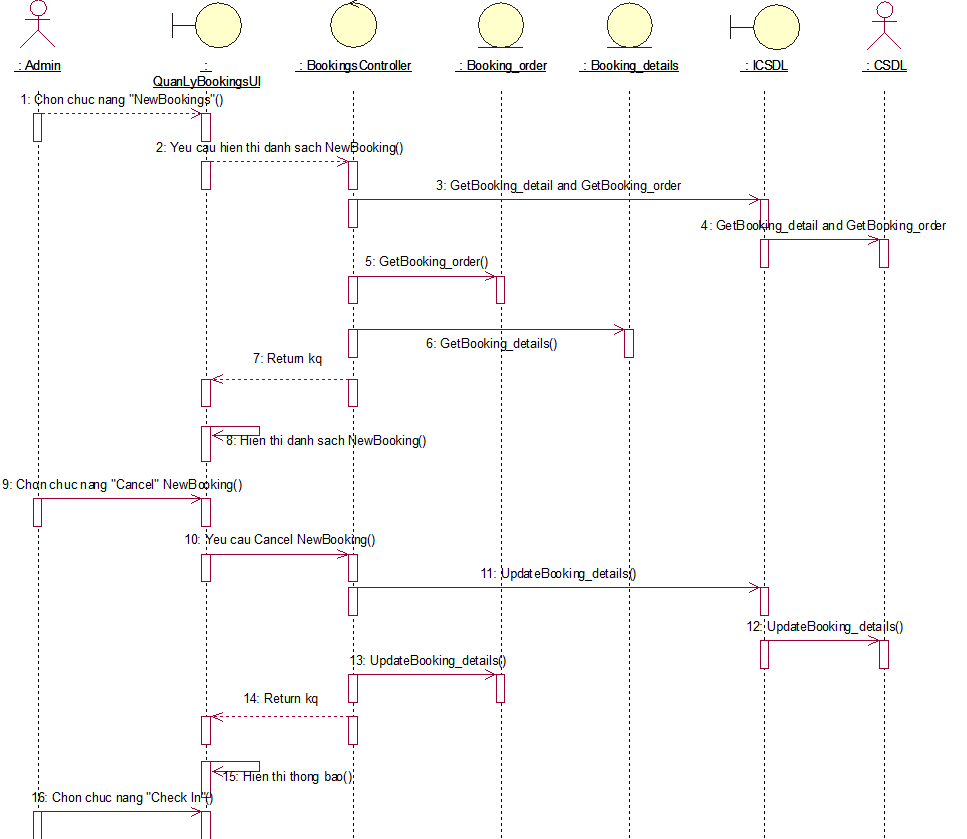 : Admin
:
QuanLyBookingsUI
: BookingsController
: Booking_order
: Booking_details
: ICSDL
: CSDL
1: Chon chuc nang "NewBookings"()
2: Yeu cau hien thi danh sach NewBooking()
3: GetBooking_detail and GetBooking_order
4: GetBooking_detail and GetBooking_order
5: GetBooking_order()
6: GetBooking_details()
7: Return kq
8: Hien thi danh sach NewBooking()
9: Chon chuc nang "Cancel" NewBooking()
10: Yeu cau Cancel NewBooking()
11: UpdateBooking_details()
12: UpdateBooking_details()
13: UpdateBooking_details()
14: Return kq
15: Hien thi thong bao()
16: Chon chuc nang "Check In"()